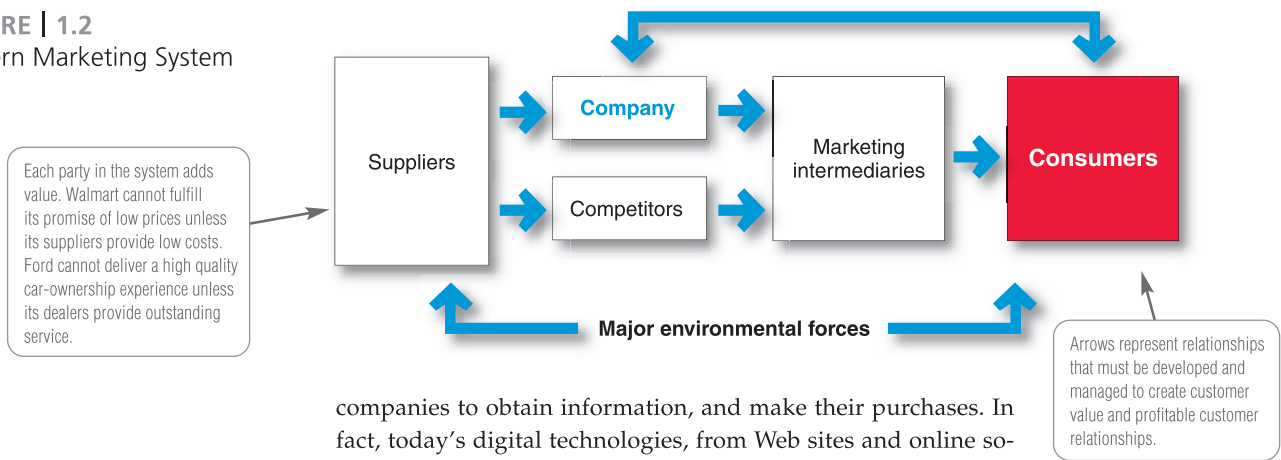 RE | 1.2
ern Marketing System
Each party in the system adds
value. Walmart cannot fulfill
its promise of low prices unless
its suppliers provide low costs.
Ford cannot deliver a high quality
car-ownership experience unless
its dealers provide outstanding
service.
Suppliers
Company
Competitors
Marketing
intermediaries
Consumers
Major environmental forces
Arrows represent relationships
that must be developed and
managed to create customer
value and profitable customer
relationships.
companies to obtain information, and make their purchases. In
fact, today’s digital technologies, from Web sites and online so-